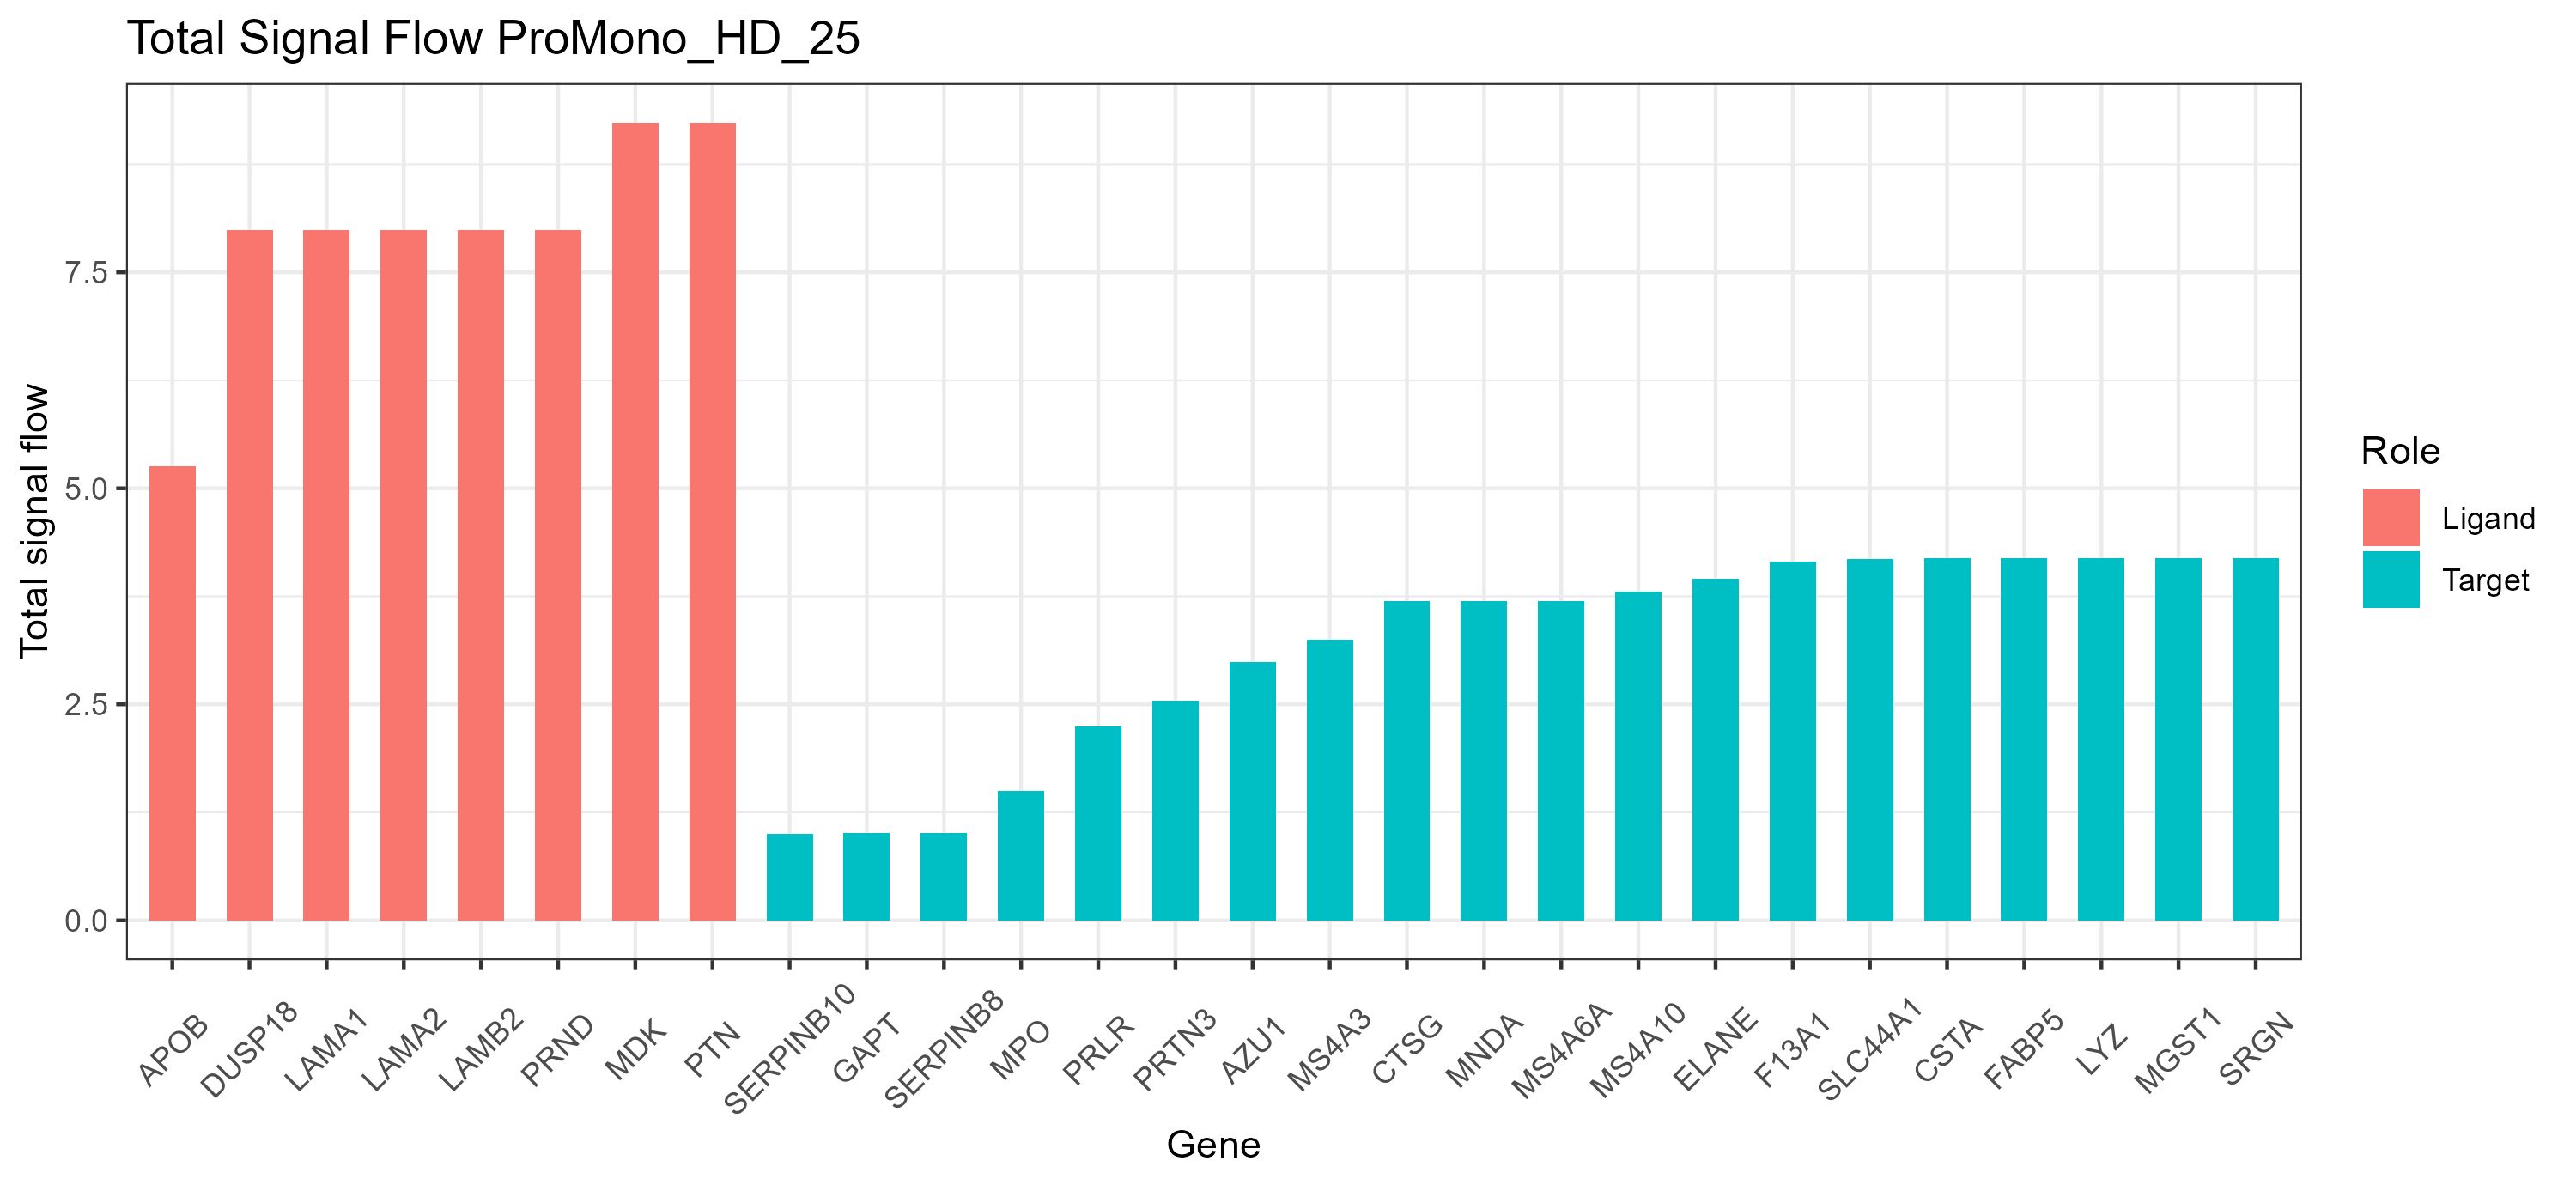 Total Signal Flow ProMono_HD_25
Total signal flow
7.5
5.0
2.5
0.0
APOB
DUSP18
LAMA1
LAMA2
LAMB2
PRND
MDK
PTN
SERPINB10
GAPT
SERPINB8
MPO
PRLR
PRTN3
AZU1
MS4A3
CTSG
MNDA
MS4A6A
MS4A10
ELANE
F13A1
SLC44A1
CSTA
FABP5
LYZ
MGST1
SRGN
Gene
Role
Ligand
Target